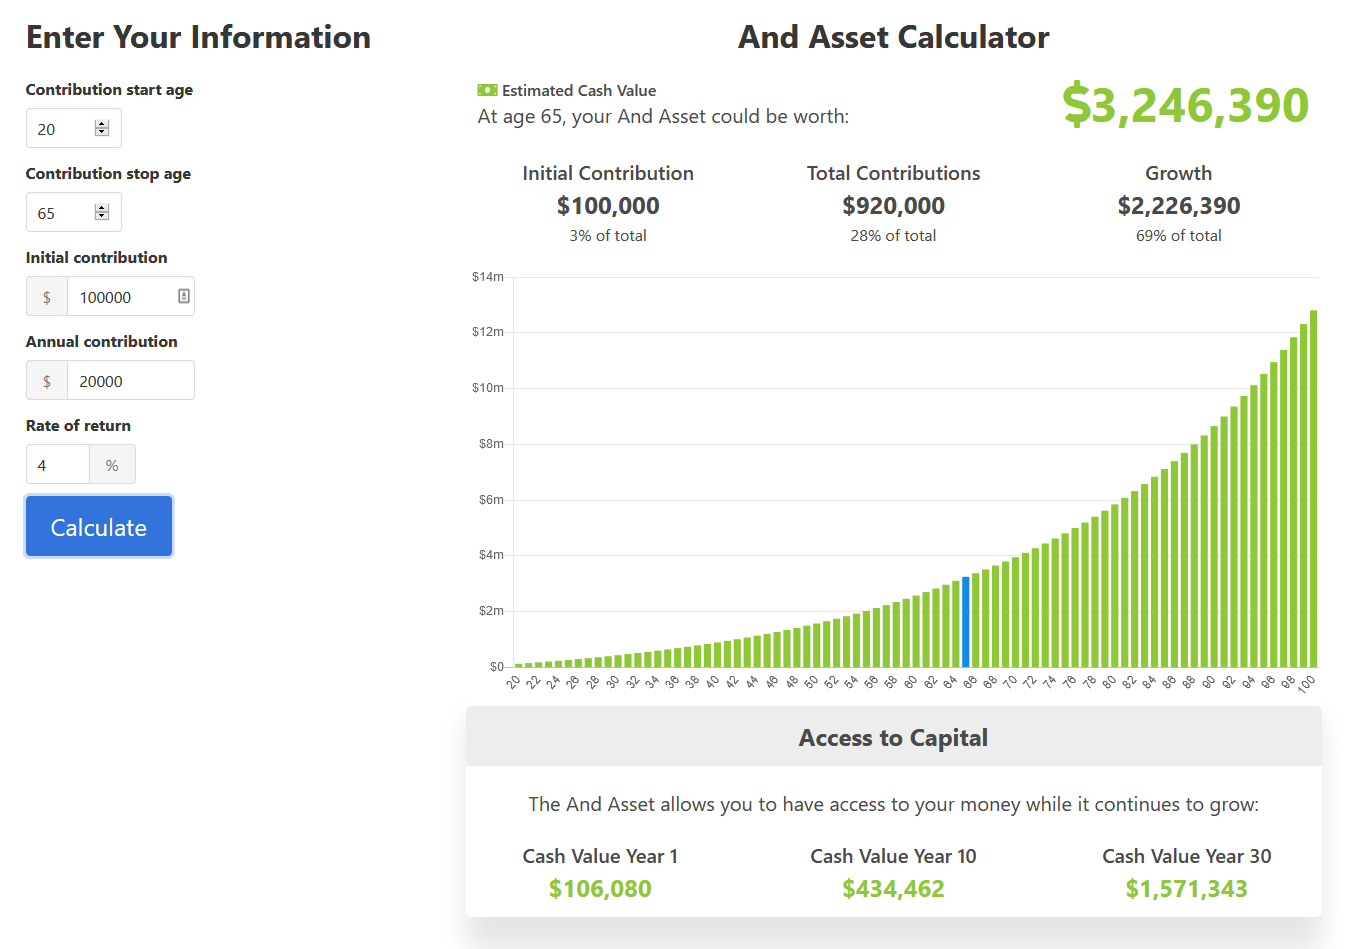 Enter Your Information
Contribution start age
20
Contribution stop age
65
Initial contribution
$ 100000
Annual contribution
$ 20000
Rate of return
4 %
Calculate
And Asset Calculator
Estimated Cash Value
At age 65, your And Asset could be worth:
$3,246,390
Initial Contribution Total Contributions Growth
$100,000 $920,000 $2,226,390
3% of total 28% of total 69% of total
$14m
$12m
$10m
$8m
$6m
$4m
$2m
$0
20 22 24 26 28 30 32 34 36 38 40 42 44 46 48 50 52 54 56 58 60 62 64 66 68 70 72 74 76 78 80 82 84 86 88 90 92 94 96 98 100
Access to Capital
The And Asset allows you to have access to your money while it continues to grow:
Cash Value Year 1 Cash Value Year 10 Cash Value Year 30
$106,080 $434,462 $1,571,343